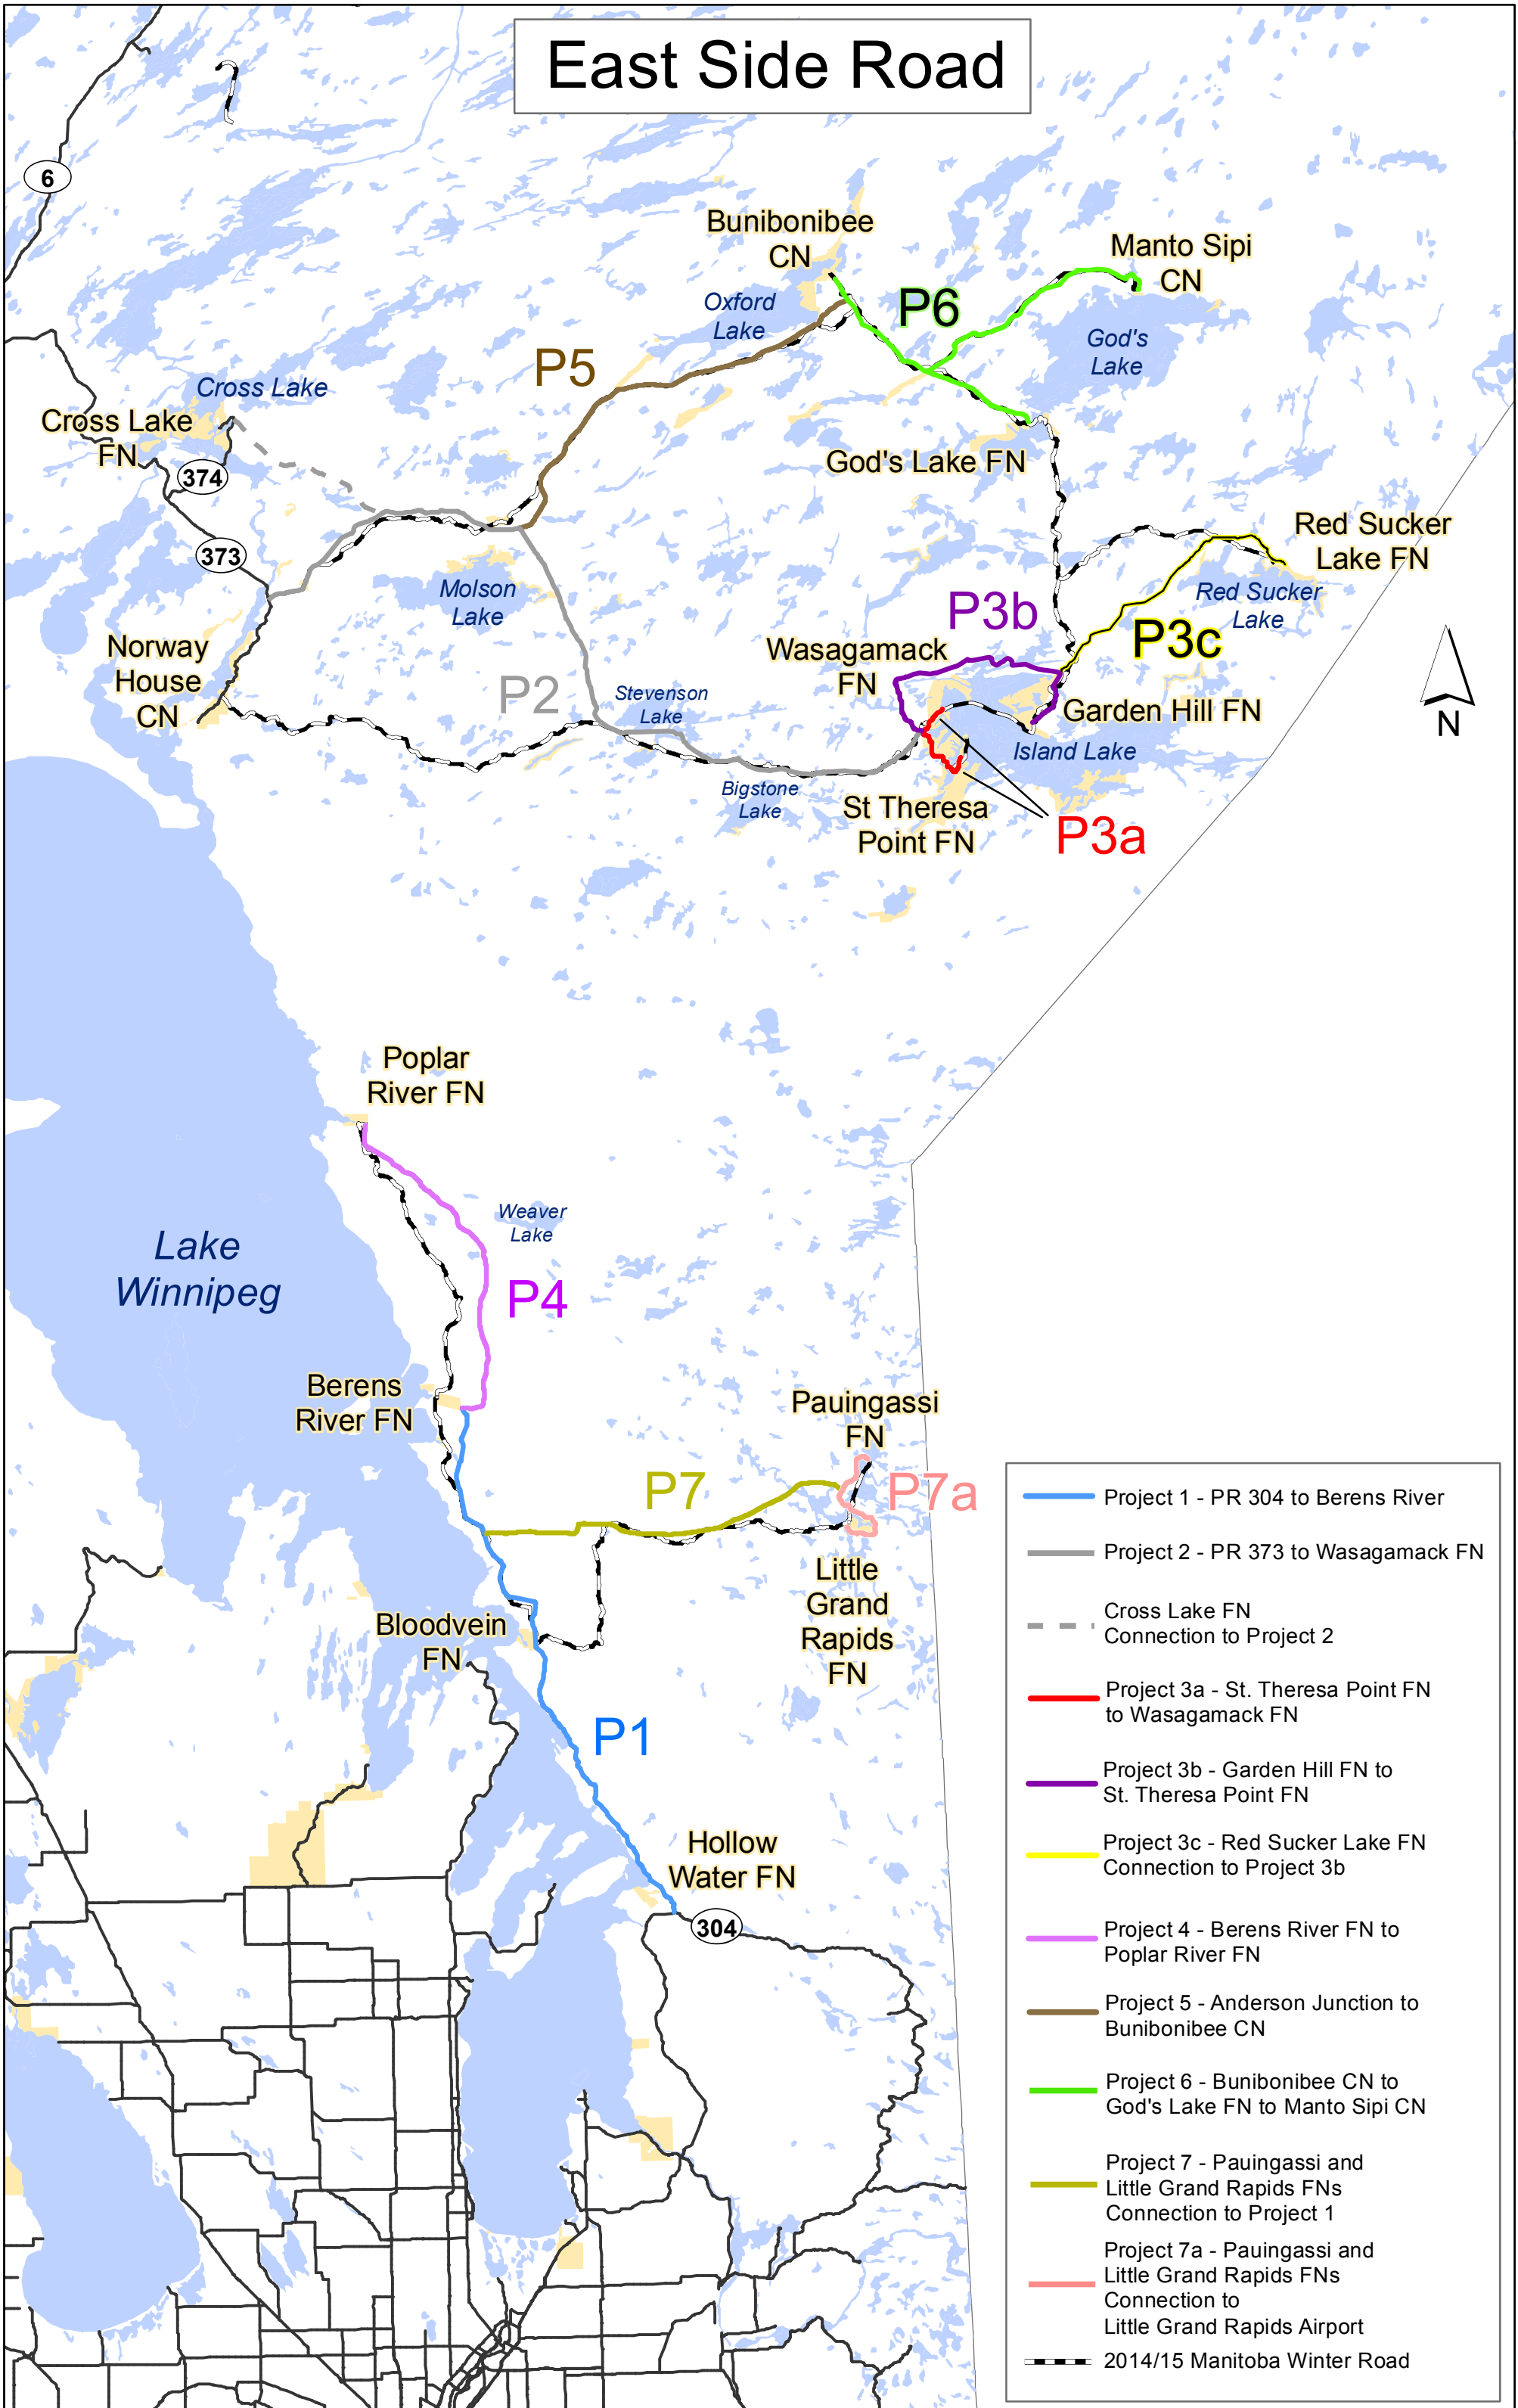 East Side Road
6
Bunibonibee
CN
Manto Sipi
CN
Oxford
Lake
P6
God's
Lake
P5
Cross Lake
Cross Lake
FN
374
God's Lake FN
373
Red Sucker
Lake FN
Molson
Lake
Red Sucker
Lake
P3b
P3c
Norway
House
CN
Wasagamack
FN
P2
Stevenson
Lake
Garden Hill FN
N
Island Lake
Bigstone
Lake
St Theresa
Point FN
P3a
Poplar
River FN
Weaver
Lake
Lake
Winnipeg
P4
Berens
River FN
Pauingassi
FN
P7
P7a
Little
Grand
Rapids
FN
Bloodvein
FN
P1
Hollow
Water FN
304
Project 1 - PR 304 to Berens River
Project 2 - PR 373 to Wasagamack FN
Cross Lake FN
Connection to Project 2
Project 3a - St. Theresa Point FN
to Wasagamack FN
Project 3b - Garden Hill FN to
St. Theresa Point FN
Project 3c - Red Sucker Lake FN
Connection to Project 3b
Project 4 - Berens River FN to
Poplar River FN
Project 5 - Anderson Junction to
Bunibonibee CN
Project 6 - Bunibonibee CN to
God's Lake FN to Manto Sipi CN
Project 7 - Pauingassi and
Little Grand Rapids FNs
Connection to Project 1
Project 7a - Pauingassi and
Little Grand Rapids FNs
Connection to
Little Grand Rapids Airport
2014/15 Manitoba Winter Road